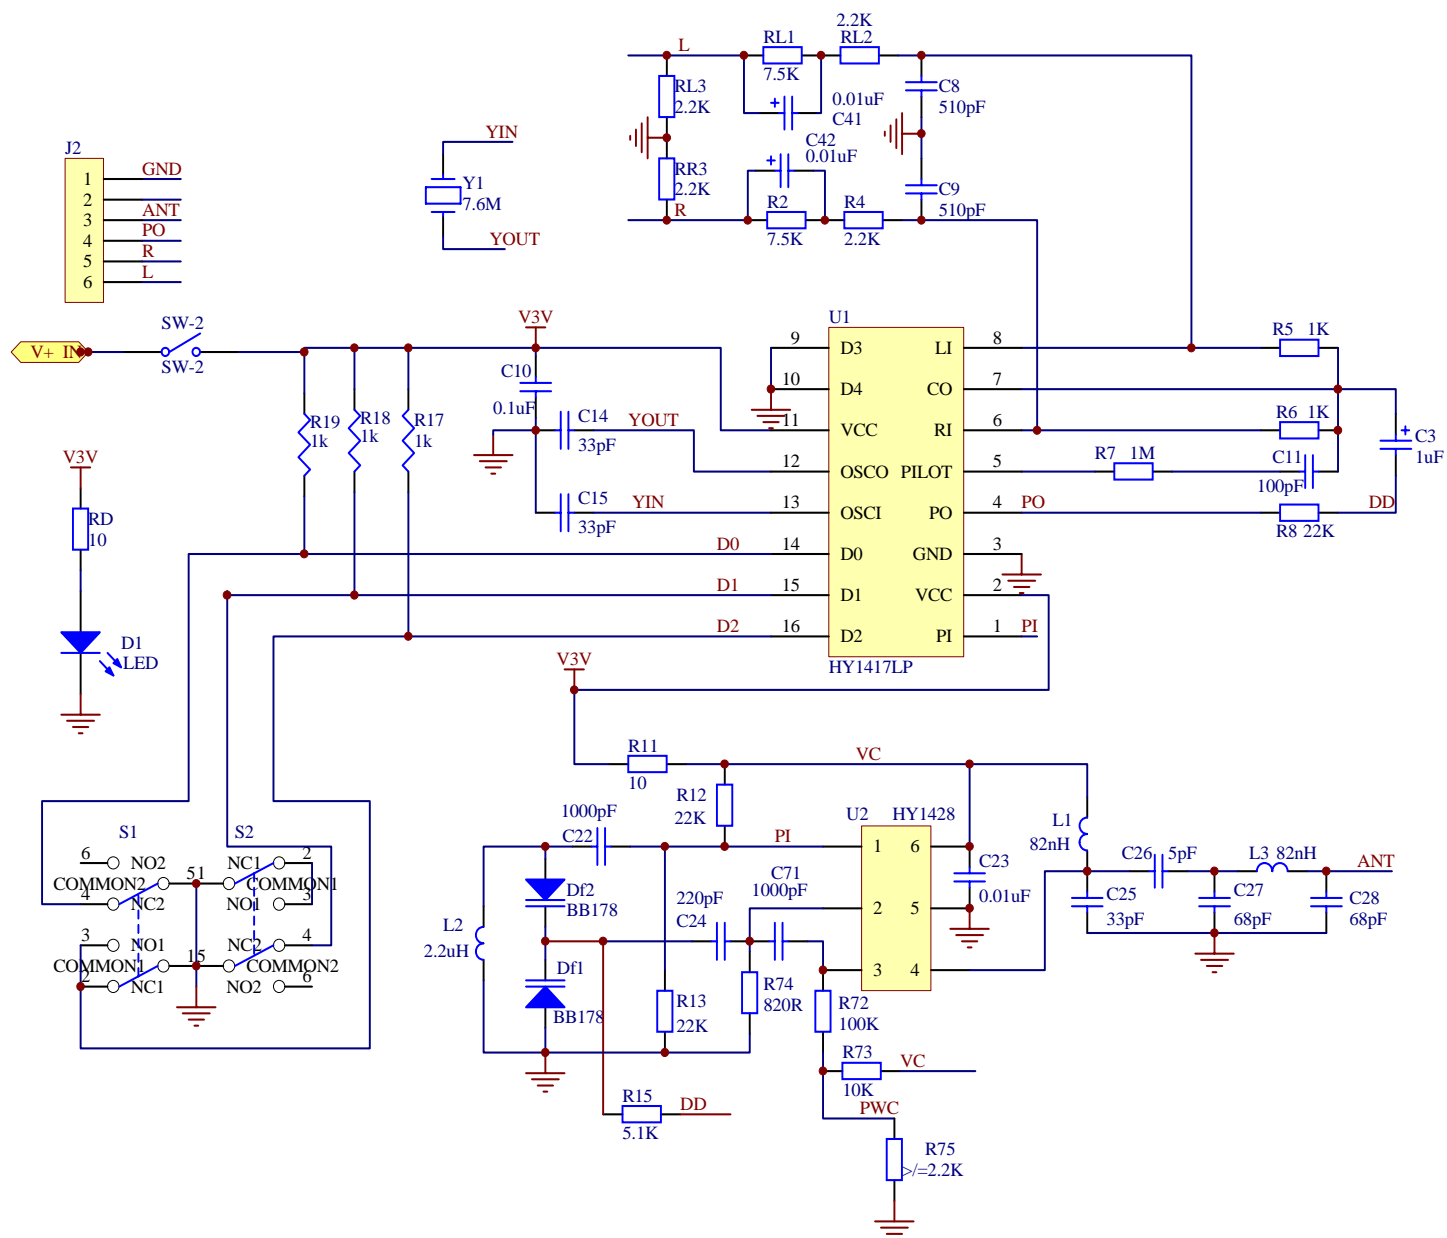 2.2K
L RL1 RL2
7.5K
RL3
2.2K
0.01uF
C41
C8
510pF
C42
0.01uF
RR3
2.2K
R R2 R4
7.5K 2.2K
C9
510pF
J2
1 GND
2
3 ANT
4 PO
5 R
6 L
YIN
Y1
7.6M
YOUT
V+ IN
SW-2
SW-2
V3V
C10
0.1uF
C14
33pF
YOUT
C15
33pF
YIN
R19
1k
R18
1k
R17
1k
V3V
RD
10
D1
LED
D0
D1
D2
U1
9 D3 LI 8
10 D4 CO 7
11 VCC RI 6
12 OSCO PILOT 5
13 OSCI PO 4
14 D0 GND 3
15 D1 VCC 2
16 D2 PI 1
HY1417LP
PO
PI
R5 1K
R6 1K
R7 1M
C11
100pF
C3
1uF
DD
R8 22K
V3V
R11
10
VC
R12
22K
1000pF
C22
PI
U2 HY1428
1 6
2 5
3 4
C23
0.01uF
L1
82nH
C26 5pF
L3 82nH
ANT
C25
33pF
C27
68pF
C28
68pF
Df2
BB178
L2
2.2uH
Df1
BB178
220pF
C24
C71
1000pF
R13
22K
R74
820R
R72
100K
R73
10K
VC
PWC
R15
5.1K
DD
R75
>/=2.2K
S1 S2
6 NO2 NC1 2
COMMON2 51 COMMON1
4 NC2 NO1 3
3 NO1 NC2 4
COMMON1 15 COMMON2
2 NC1 NO2 6